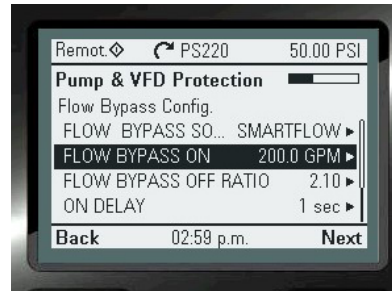 Remot. PS220 50.00 PSI
Pump & VFD Protection
Flow Bypass Config.
FLOW BYPASS SO... SMARTFLOW
FLOW BYPASS ON 200.0 GPM
FLOW BYPASS OFF RATIO 2.10
ON DELAY 1 sec
Back 02:59 p.m. Next